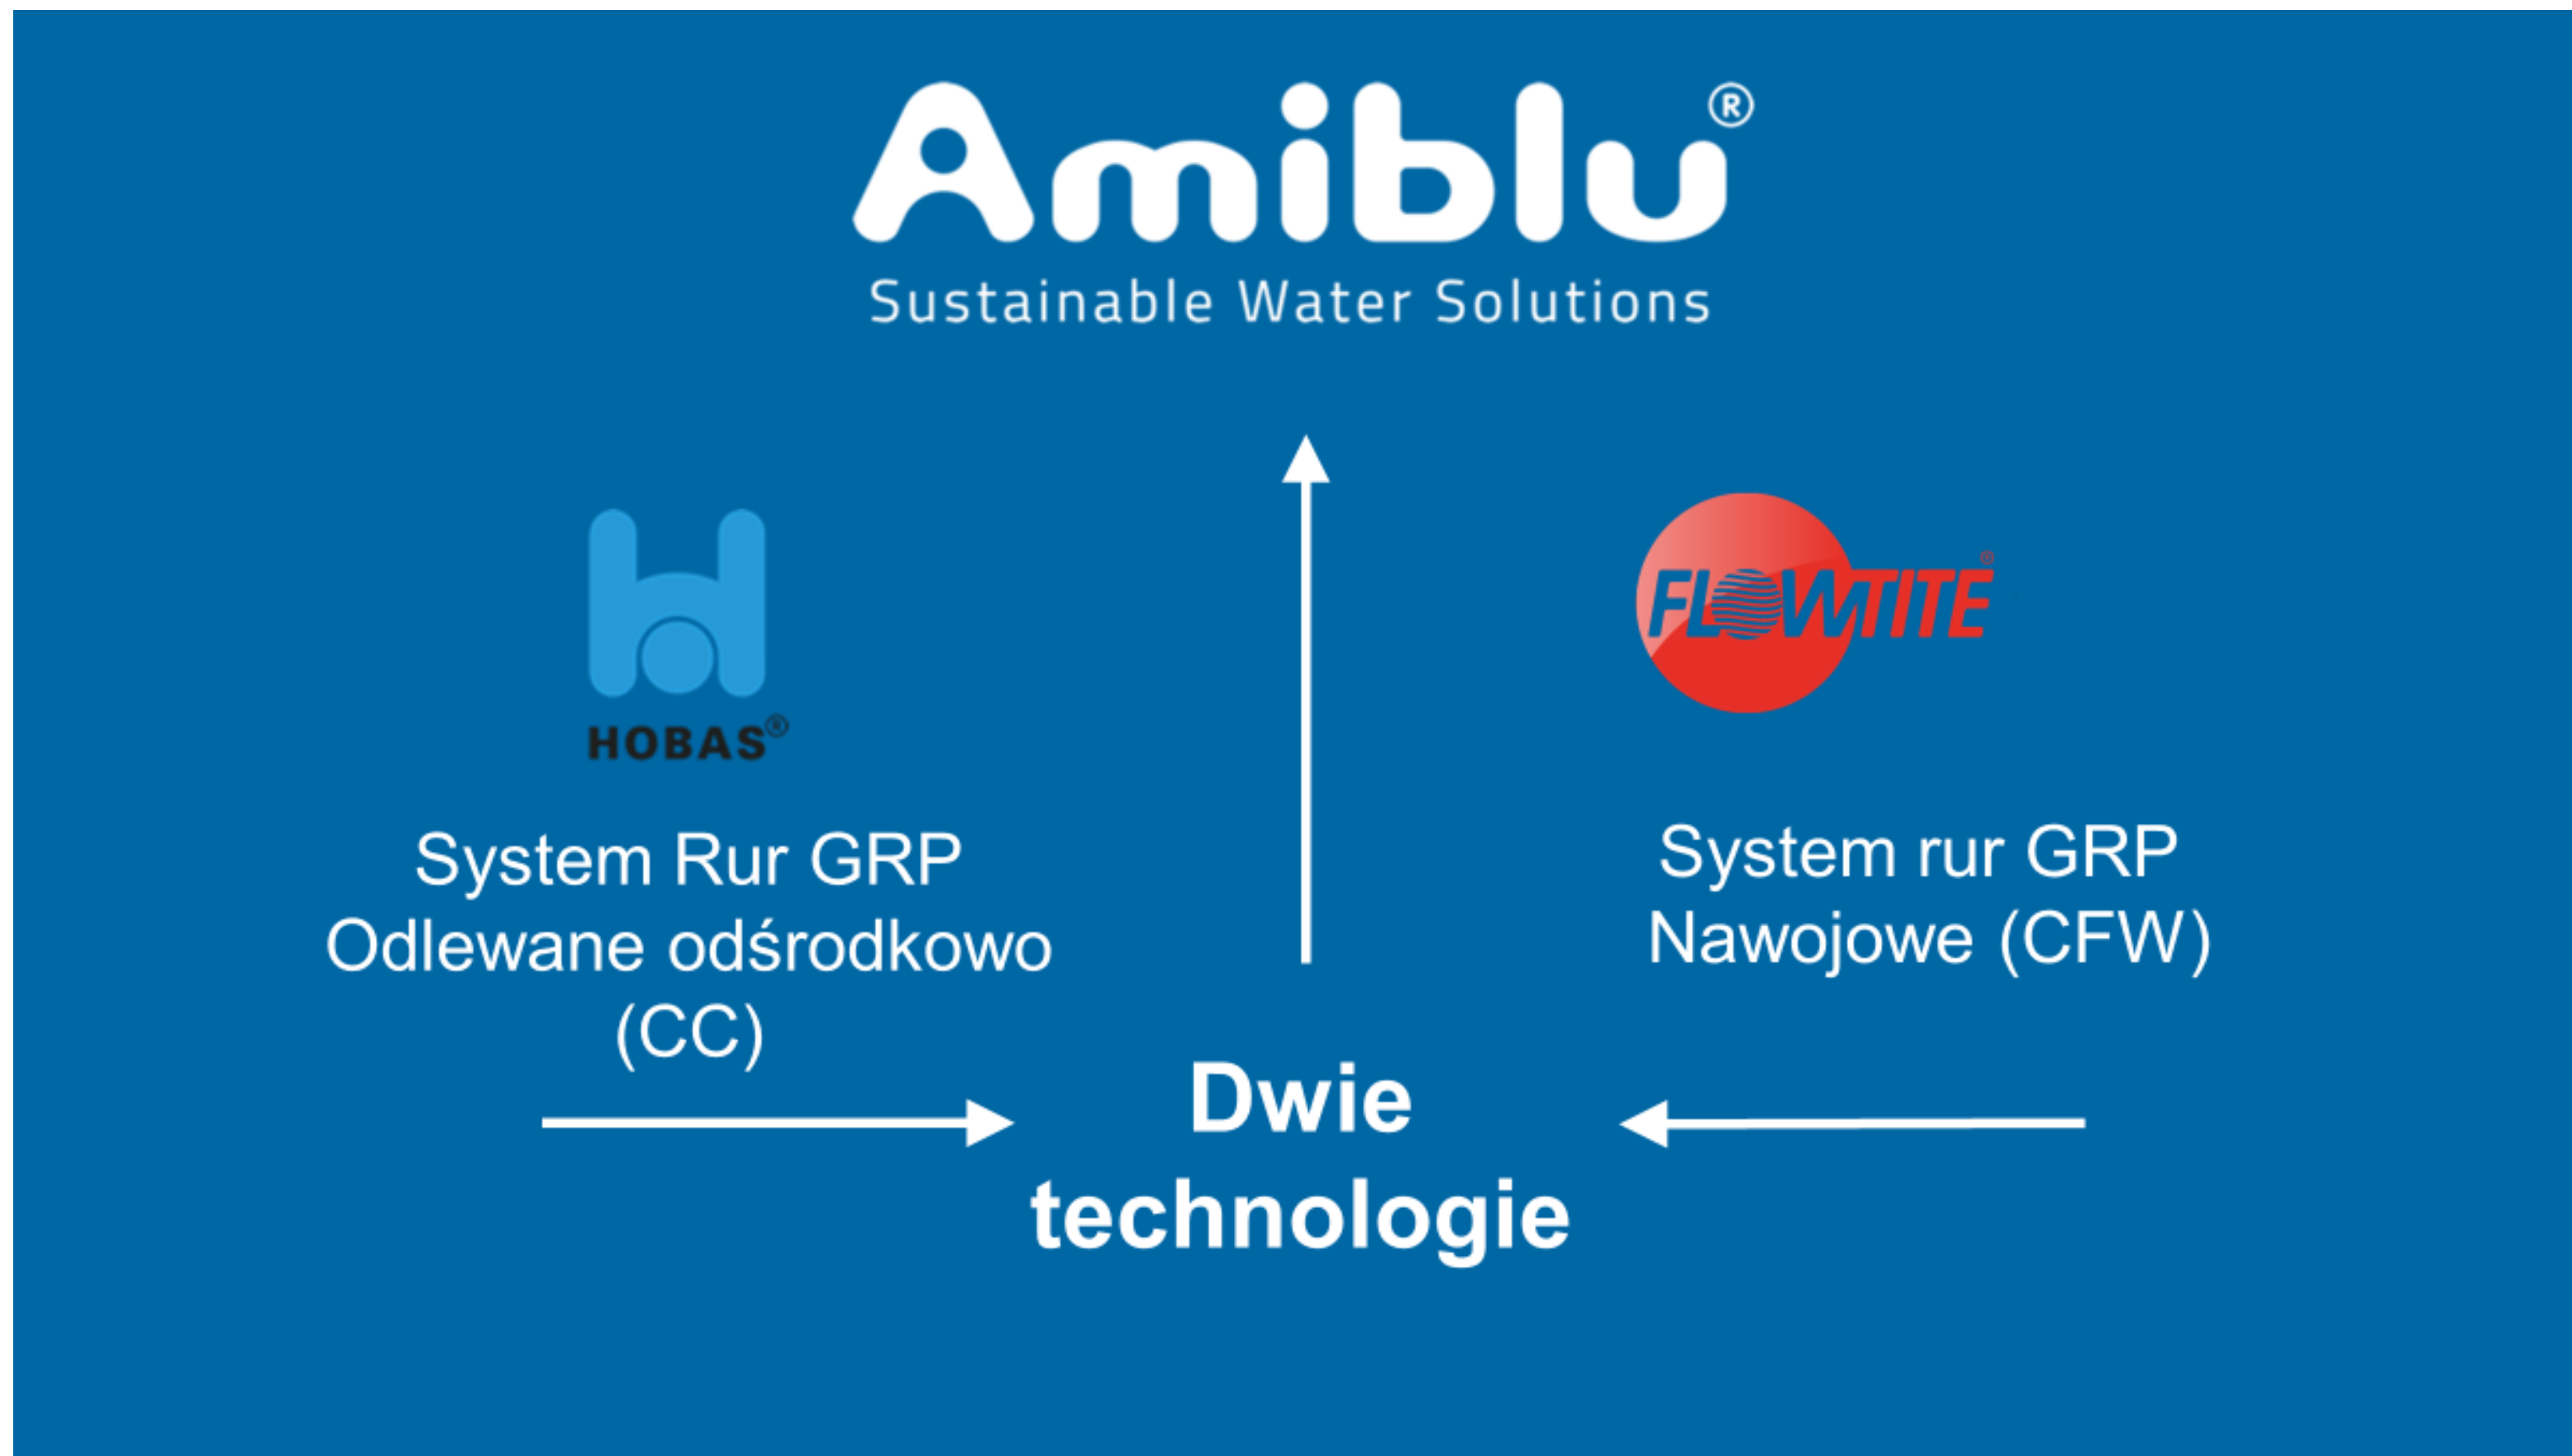 Amiblu®
Sustainable Water Solutions
HOBAS®
System Rur GRP
Odlewane odśrodkowo
(CC)
FLOWTITE®
System rur GRP
Nawojowe (CFW)
Dwie
technologie